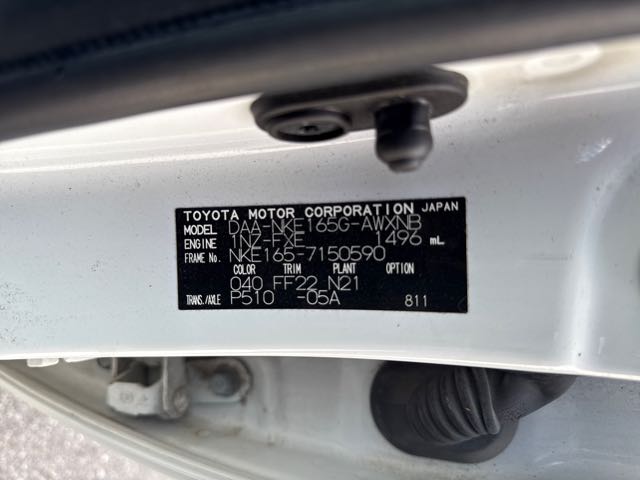 TOYOTA MOTOR CORPORATION JAPAN
MODEL DAA-NKE165G-AWXNB
ENGINE 1NZ-FXE 1496 mL
FRAME No. NKE165-7150590
COLOR TRIM PLANT OPTION
040 FF22 N21
TRANS./AXLE P510 -05A 811